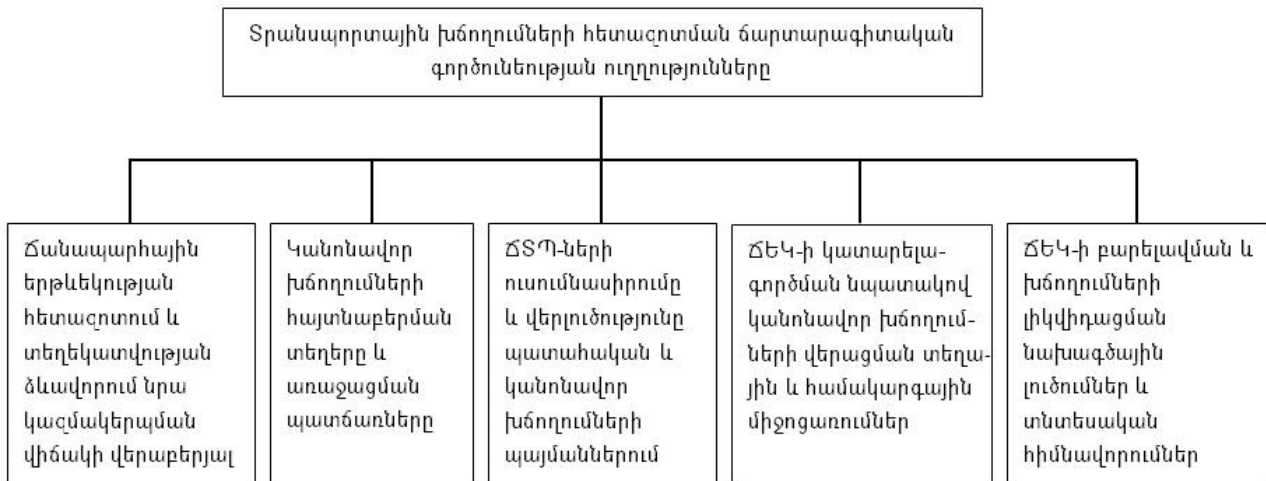 Տրանսպորտային խճողումների հետազոտման ճարտարագիտական
գործունեության ուղղությունները
Ճանապարհային
երթևեկության
հետազոտում և
տեղեկատվության
ձևավորում նրա
կազմակերպման
վիճակի վերաբերյալ
Կանոնավոր
խճողումների
հայտնաբերման
տեղերը և
առաջացման
պատճառները
ՃՏՊ-ների
ուսումնասիրումը
և վերլուծությունը
պատահական և
կանոնավոր
խճողումների
պայմաններում
ՃԵԿ-ի կատարելա-
գործման նպատակով
կանոնավոր խճողում-
ների վերացման տեղա-
յին և համակարգային
միջոցառումներ
ՃԵԿ-ի բարելավման և
խճողումների
լիկվիդացման
նախագծային
լուծումներ և
տնտեսական
հիմնավորումներ